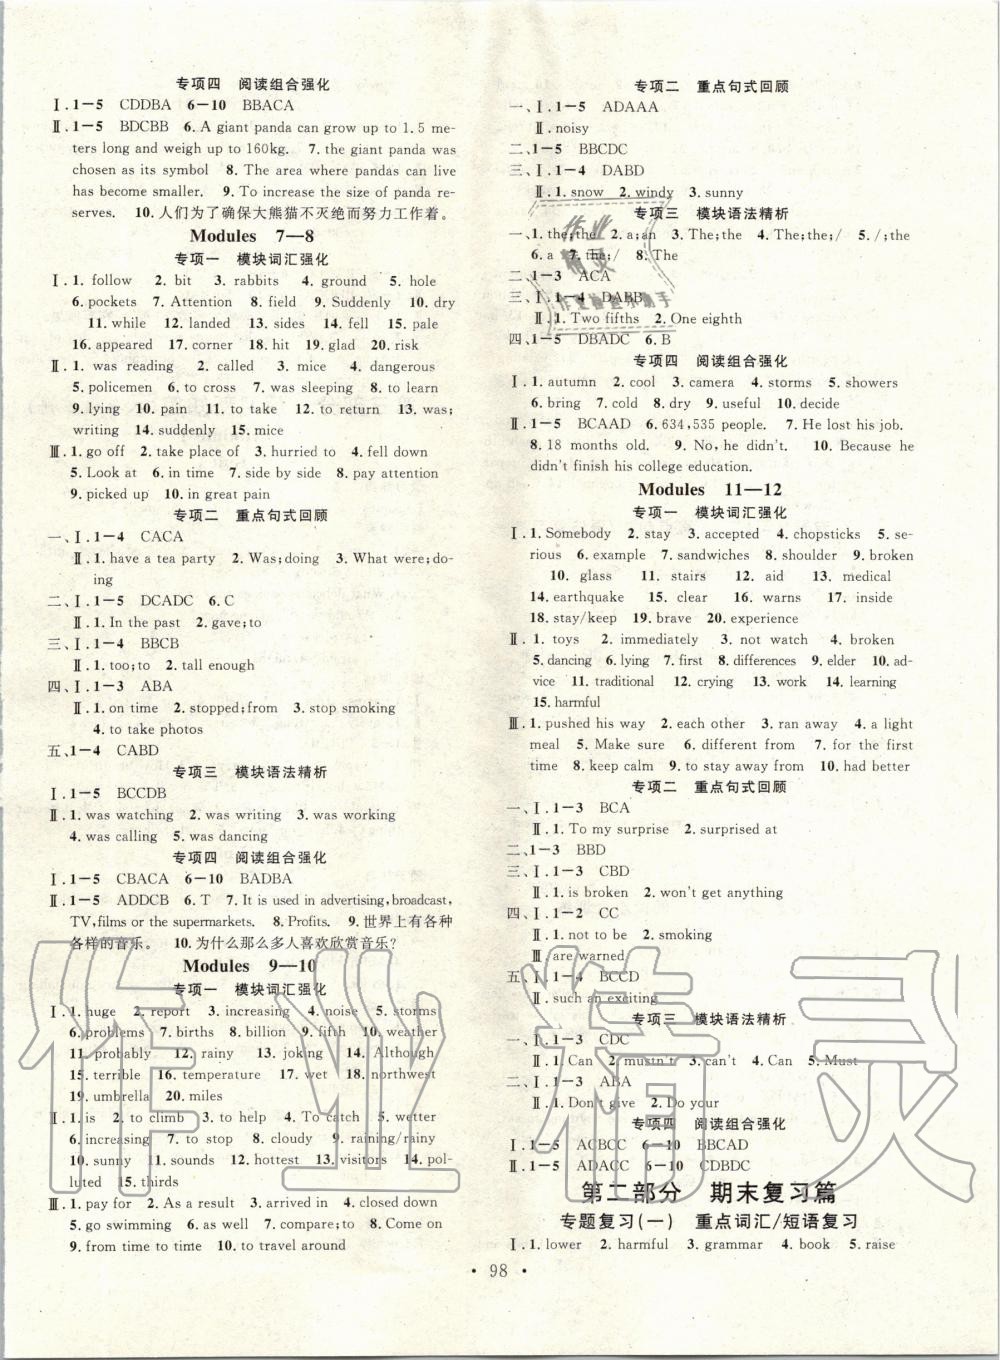 专项四 阅读组合强化
Ⅰ.1－5 CDDBA 6－10 BBACA
Ⅱ.1－5 BDCBB 6. A giant panda can grow up to 1.5 me-
ters long and weigh up to 160kg. 7. the giant panda was
chosen as its symbol 8. The area where pandas can live
has become smaller. 9. To increase the size of panda re-
serves. 10. 人们为了确保大熊猫不灭绝而努力工作着。
Modules 7—8
专项一 模块词汇强化
Ⅰ.1. follow 2. bit 3. rabbits 4. ground 5. hole
6. pockets 7. Attention 8. field 9. Suddenly 10. dry
11. while 12. landed 13. sides 14. fell 15. pale
16. appeared 17. corner 18. hit 19. glad 20. risk
Ⅱ.1. was reading 2. called 3. mice 4. dangerous
5. policemen 6. to cross 7. was sleeping 8. to learn
9. lying 10. pain 11. to take 12. to return 13. was;
writing 14. suddenly 15. mice
Ⅲ.1. go off 2. take place of 3. hurried to 4. fell down
5. Look at 6. in time 7. side by side 8. pay attention
9. picked up 10. in great pain
专项二 重点句式回顾
一、Ⅰ.1－4 CACA
Ⅱ.1. have a tea party 2. Was;doing 3. What were;do-
ing
二、Ⅰ.1－5 DCADC 6. C
Ⅱ.1. In the past 2. gave;to
三、Ⅰ.1－4 BBCB
Ⅱ.1. too;to 2. tall enough
四、Ⅰ.1－3 ABA
Ⅱ.1. on time 2. stopped;from 3. stop smoking
4. to take photos
五、1－4 CABD
专项三 模块语法精析
Ⅰ.1－5 BCCDB
Ⅱ.1. was watching 2. was writing 3. was working
4. was calling 5. was dancing
专项四 阅读组合强化
Ⅰ.1－5 CBACA 6－10 BADBA
Ⅱ.1－5 ADDCB 6. T 7. It is used in advertising,broadcast,
TV,films or the supermarkets. 8. Profits. 9. 世界上有各种
各样的音乐。 10. 为什么那么多人喜欢欣赏音乐?
Modules 9—10
专项一 模块词汇强化
Ⅰ.1. huge 2. report 3. increasing 4. noise 5. storms
6. problems 7. births 8. billion 9. fifth 10. weather
11. probably 12. rainy 13. joking 14. Although
15. terrible 16. temperature 17. wet 18. northwest
19. umbrella 20. miles
Ⅱ.1. is 2. to climb 3. to help 4. To catch 5. wetter
6. increasing 7. to stop 8. cloudy 9. raining/rainy
10. sunny 11. sounds 12. hottest 13. visitors 14. pol-
luted 15. thirds
Ⅲ.1. pay for 2. As a result 3. arrived in 4. compared with
5. go swimming 6. as well 7. close down 8. Come on
9. from time to time 10. to travel around
专项二 重点句式回顾
一、Ⅰ.1－5 ADAAA
Ⅱ. noisy
二、1－5 BBCDC
三、Ⅰ.1－4 DABD
Ⅱ.1. snow 2. windy 3. sunny
专项三 模块语法精析
一、1. the;the 2. a;an 3. The;the 4. The;the/ 5. /;the
6. a 7. the;/ 8. The
二、1－3 ACA
三、Ⅰ.1－4 DABB
Ⅱ.1. Two fifths 2. One eighth
四、1－5 DBADC 6. B
专项四 阅读组合强化
Ⅰ.1. autumn 2. cool 3. camera 4. storms 5. showers
6. bring 7. cold 8. dry 9. useful 10. decide
Ⅱ.1－5 BCAAD 6. 634,535 people. 7. He lost his job.
8. 18 months old. 9. No, he didn't. 10. Because he
didn't finish his college education.
Modules 11—12
专项一 模块词汇强化
Ⅰ.1. Somebody 2. stay 3. accepted 4. chopsticks 5. se-
rious 6. example 7. sandwiches 8. shoulder 9. broken
10. glass 11. stairs 12. aid 13. medical
14. earthquake 15. clear 16. warns 17. inside
18. stay/keep 19. brave 20. experience
Ⅱ.1. toys 2. immediately 3. not watch 4. broken
5. dancing 6. lying 7. first 8. differences 9. elder 10. ad-
vice 11. traditional 12. crying 13. work 14. learning
15. harmful
Ⅲ.1. pushed his way 2. each other 3. ran away 4. a light
meal 5. Make sure 6. different from 7. for the first
time 8. keep calm 9. to stay away from 10. had better
专项二 重点句式回顾
一、Ⅰ.1－3 BCA
Ⅱ.1. To my surprise 2. surprised at
二、1－3 BBD
三、Ⅰ.1－3 CBD
Ⅱ.1. is broken 2. won't get anything
四、Ⅰ.1－2 CC
Ⅱ.1. not to be 2. smoking
Ⅲ. are warned
五、Ⅰ.1－4 BCCD
Ⅱ. such an exciting
专项三 模块语法精析
一、Ⅰ.1－3 CDC
Ⅱ.1. Can 2. mustn't 3. can't 4. Can 5. Must
二、Ⅰ.1－3 ABA
Ⅱ.1. Don't give 2. Do your
专项四 阅读组合强化
Ⅰ.1－5 ACBCC 6－10 BBCAD
Ⅱ.1－5 ADACC 6－10 CDBDC
第二部分 期末复习篇
专题复习(一) 重点词汇/短语复习
Ⅰ.1. lower 2. harmful 3. grammar 4. book 5. raise
• 98 •
作业精灵
作业
精灵